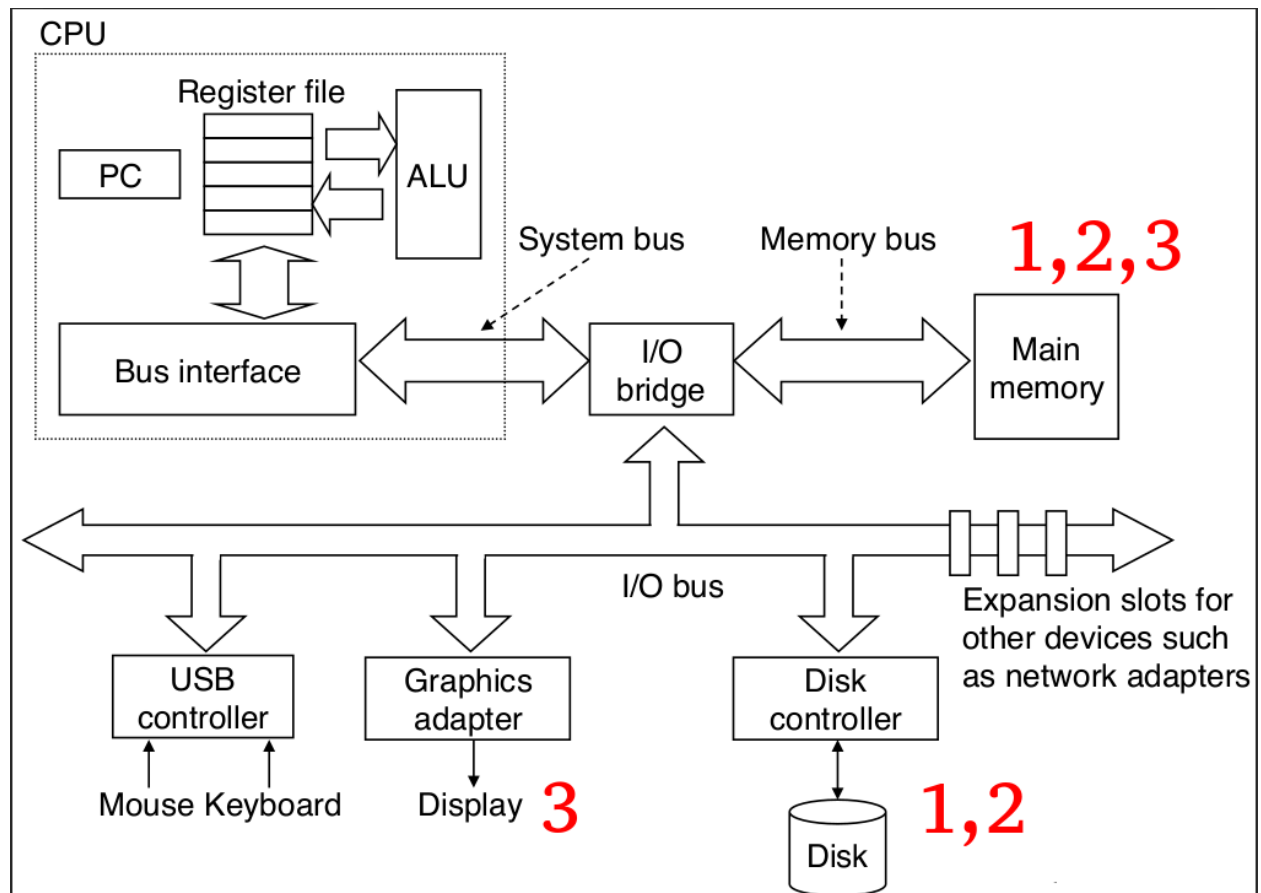 CPU
Register file
PC
ALU
System bus
Memory bus
1,2,3
Bus interface
I/O
bridge
Main
memory
I/O bus
Expansion slots for
other devices such
as network adapters
USB
controller
Graphics
adapter
Disk
controller
Mouse Keyboard
Display
3
1,2
Disk